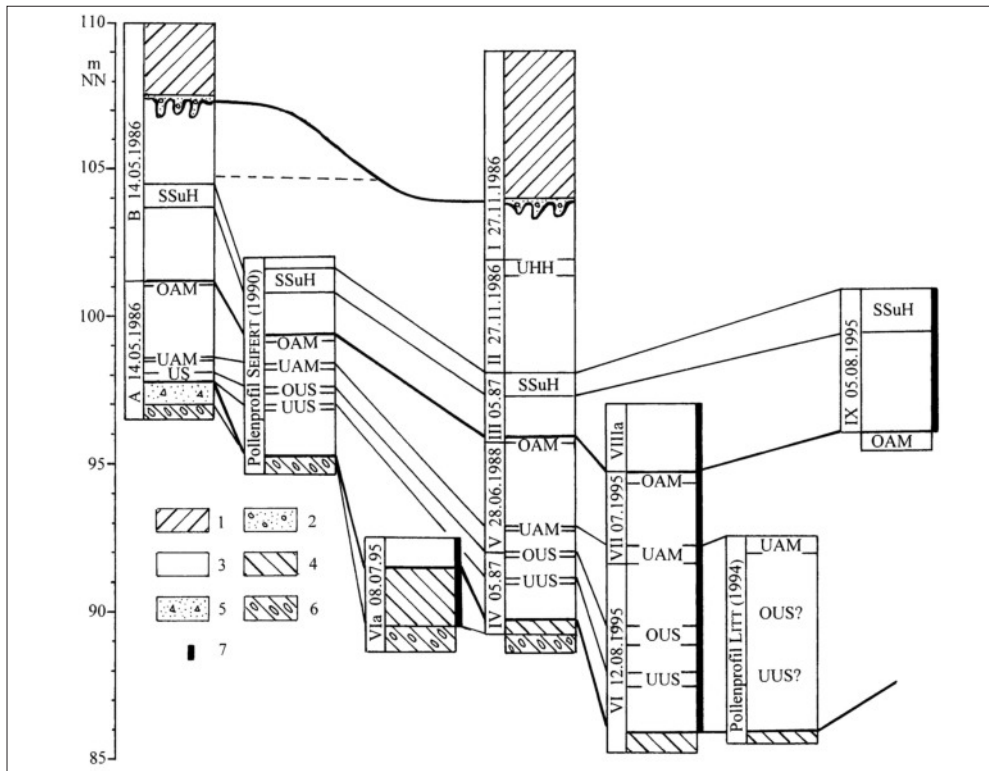 110
m
NN
105
100
95
90
85
B 14.05.1986
SSuH
A 14.05.1986
OAM
UAM
US
Pollenprofil SEIFERT (1990)
SSuH
OAM
UAM
OUS
UUS
VIa 08.07.95
I 27.11.1986
II 27.11.1986
III 05.87
V 28.06.1988
IV 05.87
UHH
SSuH
OAM
UAM
OUS
UUS
VIIIa
VII 07.1995
VI 12.08.1995
OAM
UAM
OUS
UUS
Pollenprofil LITT (1994)
UAM
OUS?
UUS?
IX 05.08.1995
SSuH
OAM
1
2
3
4
5
6
7